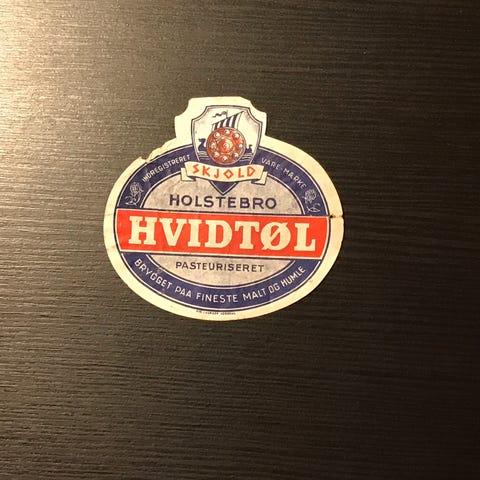 INDREGISTRERET VARE-MÆRKE
SKJOLD
HOLSTEBRO
HVIDTØL
PASTEURISERET
BRYGGET PAA FINESTE MALT OG HUMLE